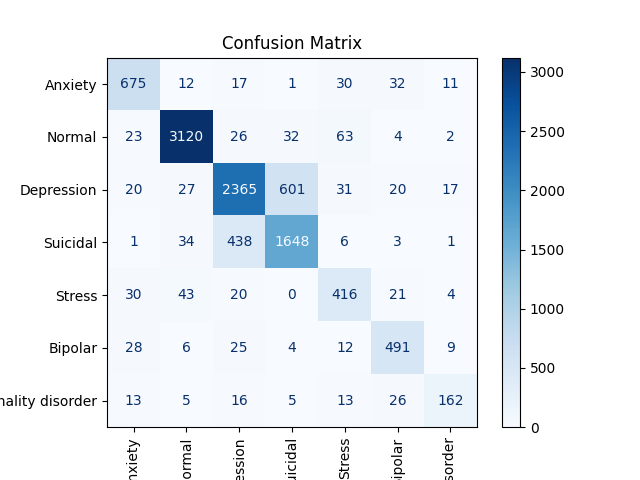 Confusion Matrix
Anxiety 675 12 17 1 30 32 11
Normal 23 3120 26 32 63 4 2
Depression 20 27 2365 601 31 20 17
Suicidal 1 34 438 1648 6 3 1
Stress 30 43 20 0 416 21 4
Bipolar 28 6 25 4 12 491 9
nality disorder 13 5 16 5 13 26 162
nxiety
ormal
ession
uicidal
Stress
ipolar
sorder
3000
2500
2000
1500
1000
500
0